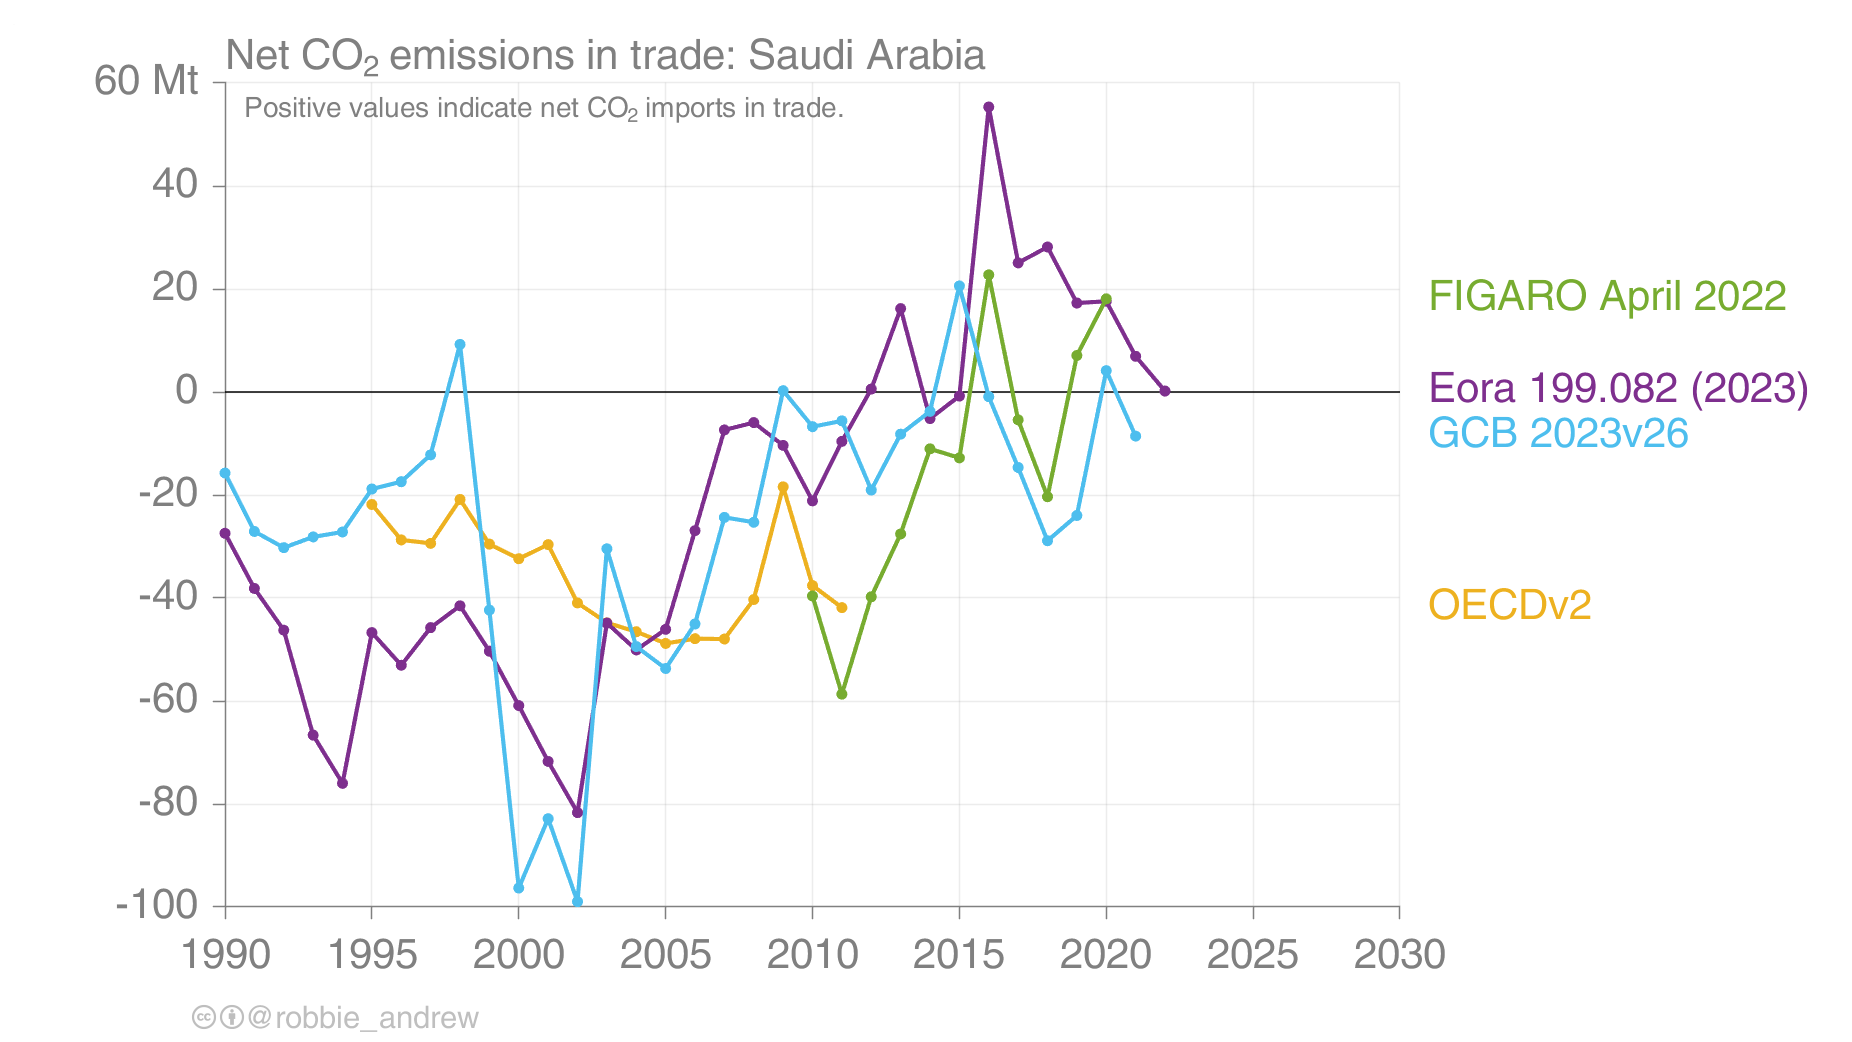 Net CO₂ emissions in trade: Saudi Arabia
60 Mt
Positive values indicate net CO₂ imports in trade.
40
20
0
-20
-40
-60
-80
-100
FIGARO April 2022
Eora 199.082 (2023)
GCB 2023v26
OECDv2
1990 1995 2000 2005 2010 2015 2020 2025 2030
@robbie_andrew